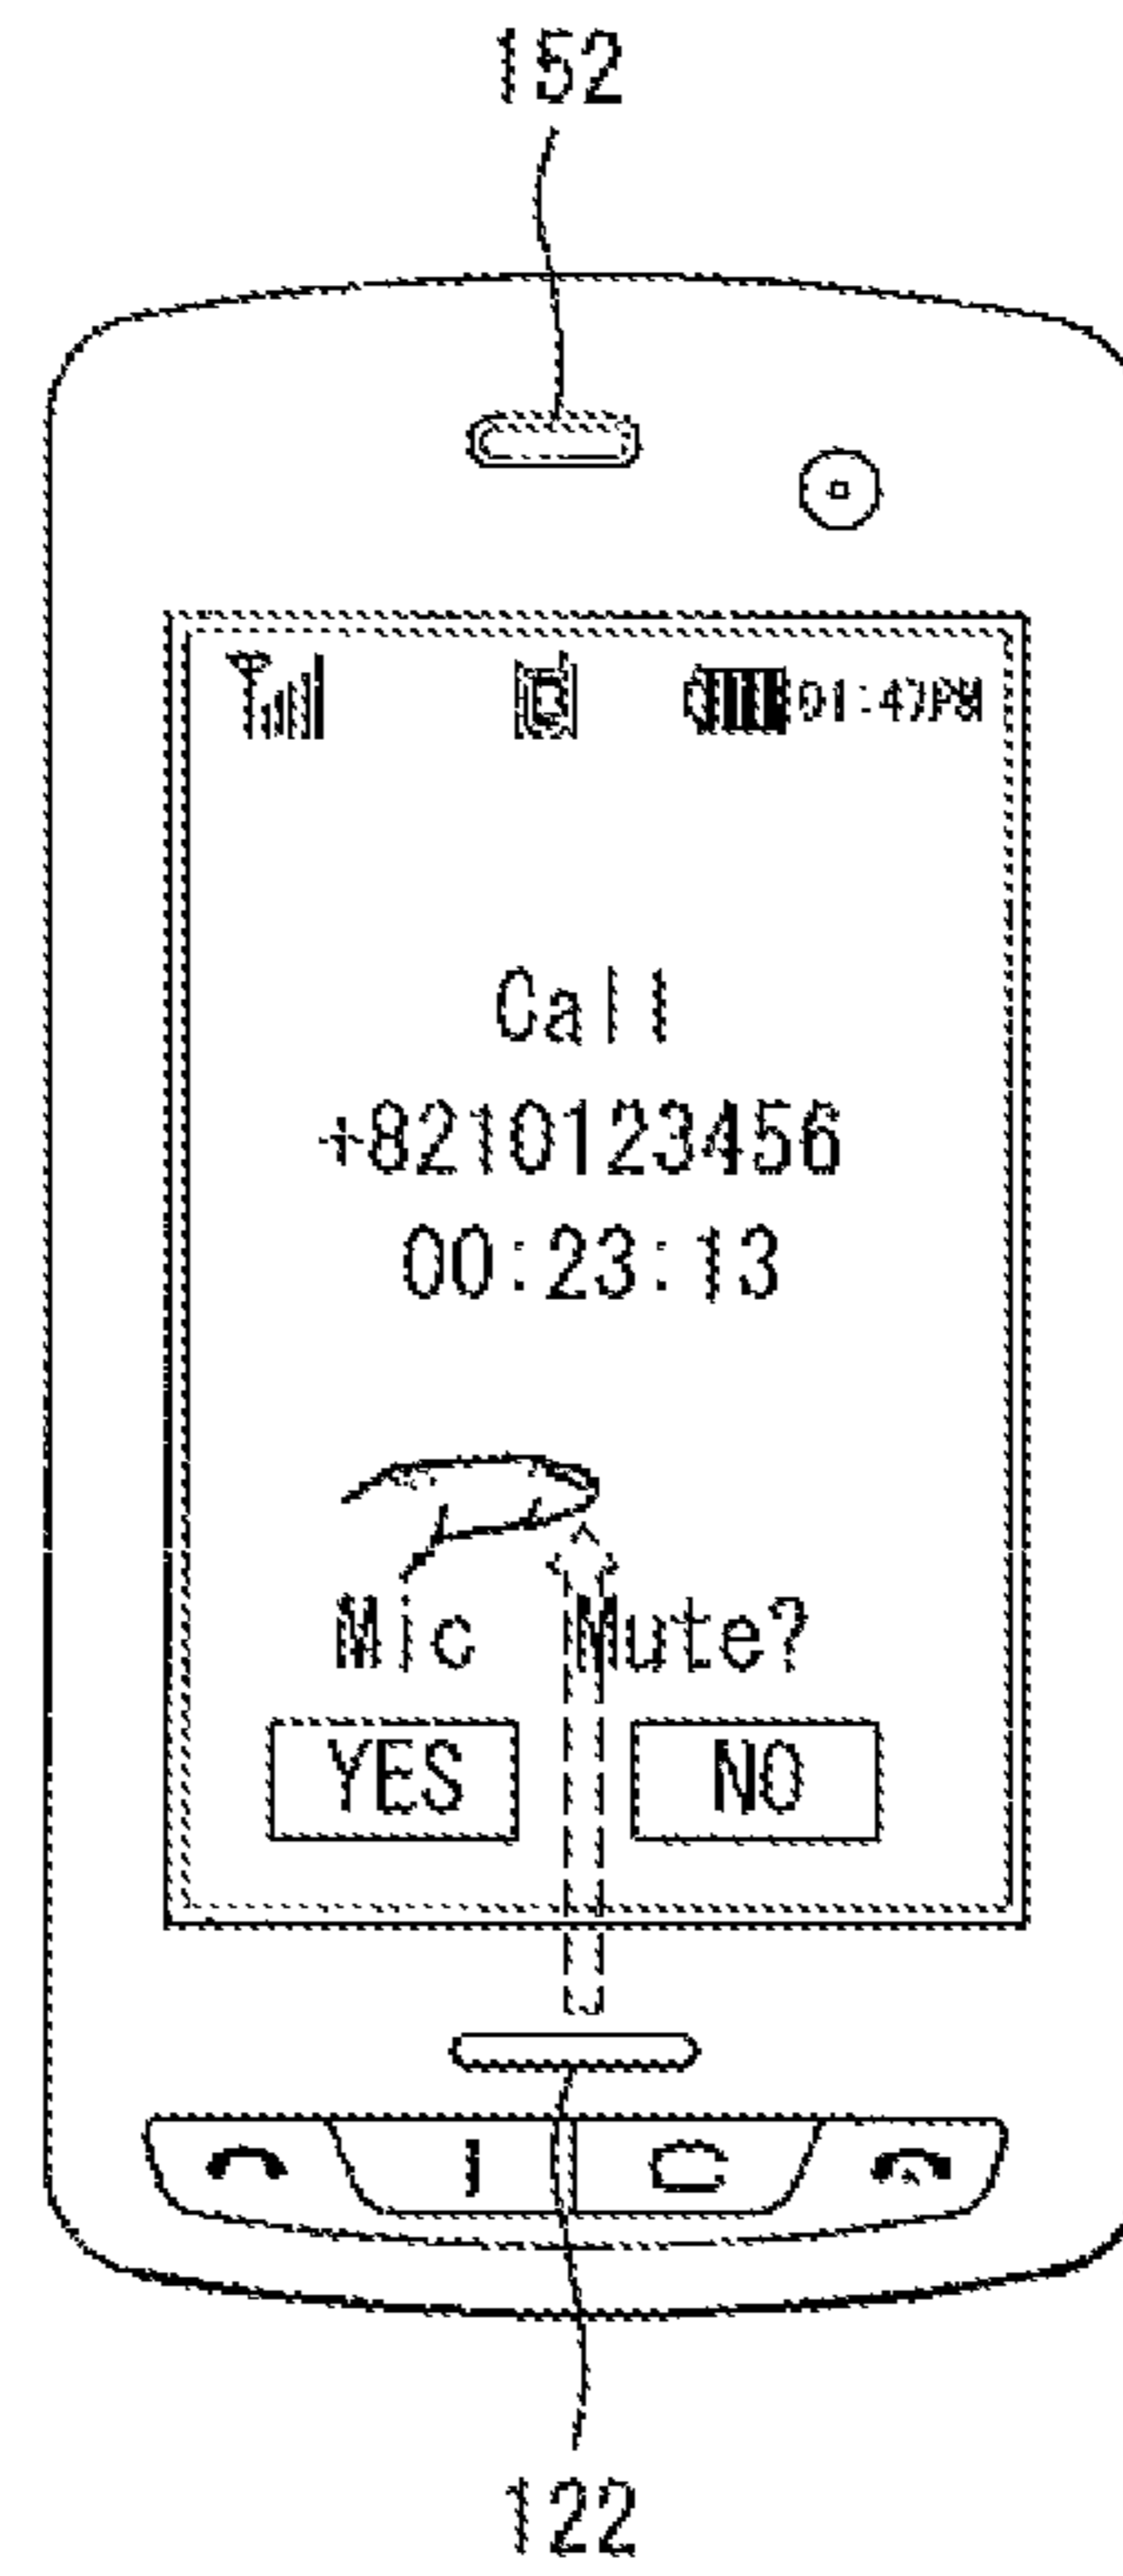 152
01:47PM
Call
+8210123456
00:23:13
Mic Mute?
YES NO
I C
122